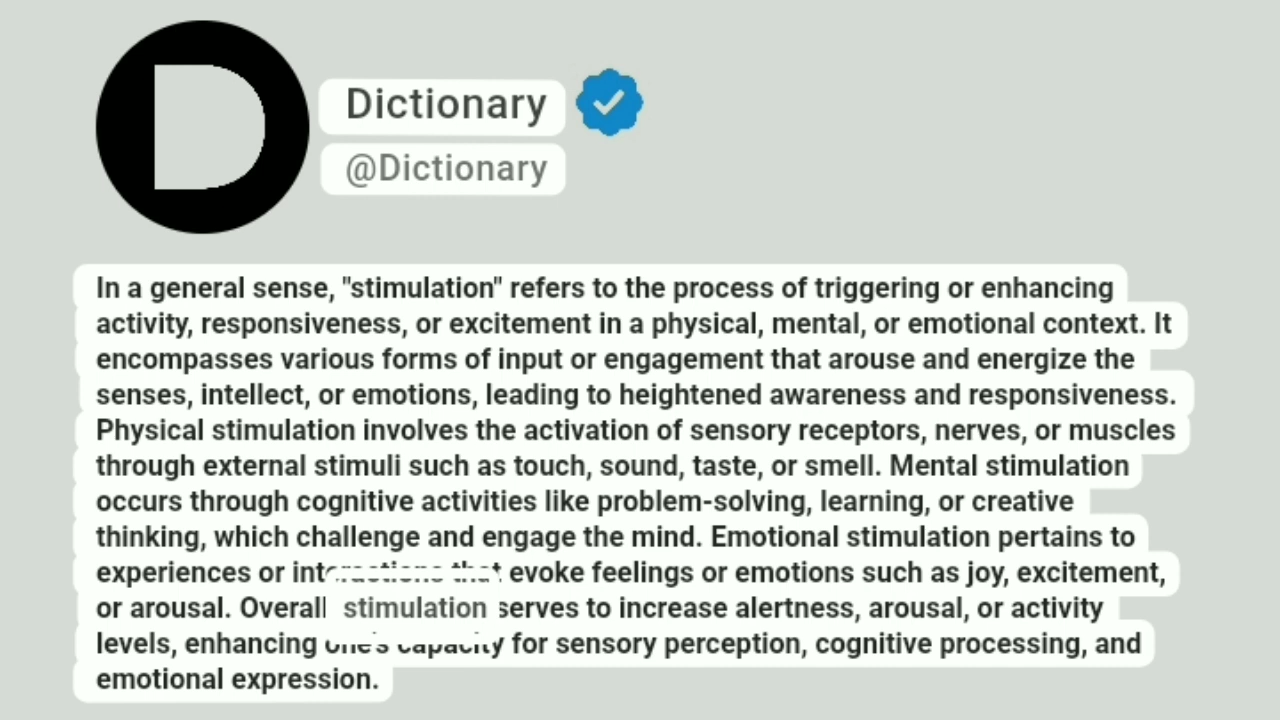 D
Dictionary
@Dictionary
In a general sense, "stimulation" refers to the process of triggering or enhancing
activity, responsiveness, or excitement in a physical, mental, or emotional context. It
encompasses various forms of input or engagement that arouse and energize the
senses, intellect, or emotions, leading to heightened awareness and responsiveness.
Physical stimulation involves the activation of sensory receptors, nerves, or muscles
through external stimuli such as touch, sound, taste, or smell. Mental stimulation
occurs through cognitive activities like problem-solving, learning, or creative
thinking, which challenge and engage the mind. Emotional stimulation pertains to
experiences or interactions that evoke feelings or emotions such as joy, excitement,
or arousal. Overall stimulation serves to increase alertness, arousal, or activity
levels, enhancing one's capacity for sensory perception, cognitive processing, and
emotional expression.